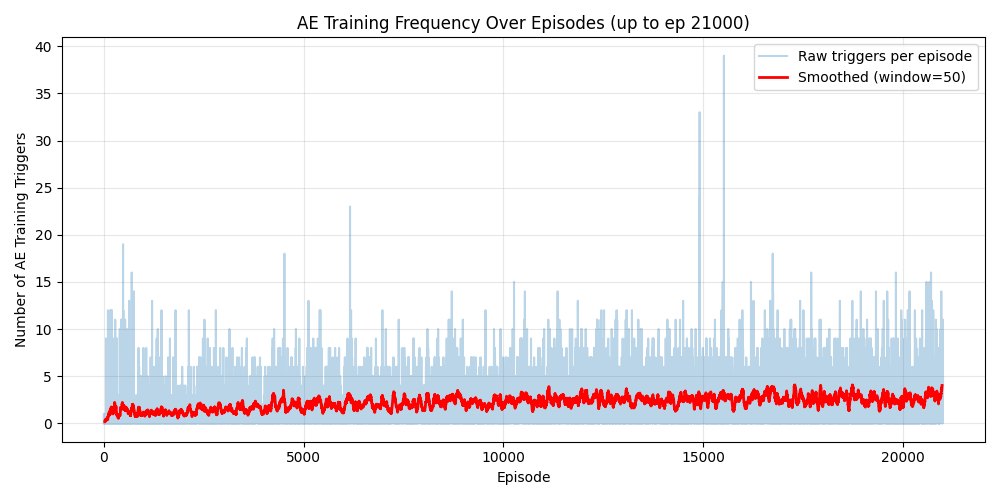 AE Training Frequency Over Episodes (up to ep 21000)
Raw triggers per episode
Smoothed (window=50)
Number of AE Training Triggers
40
35
30
25
20
15
10
5
0
0
5000
10000
15000
20000
Episode